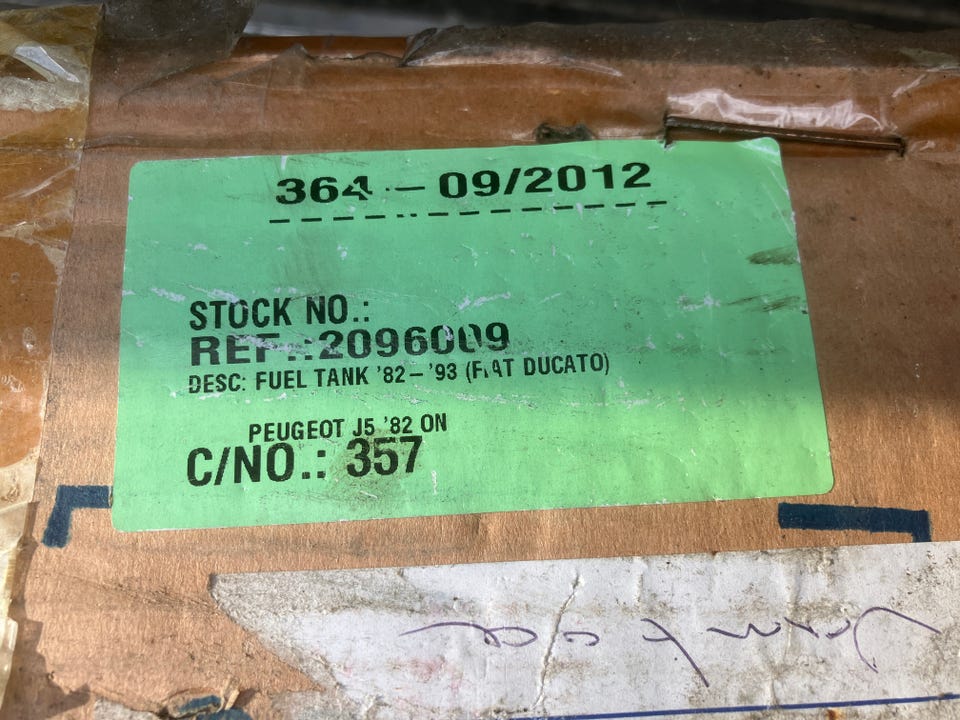 364 – 09/2012
STOCK NO.:
REF .:2096009
DESC: FUEL TANK '82 – '93 (FIAT DUCATO)
PEUGEOT J5 '82 ON
C/NO.: 357